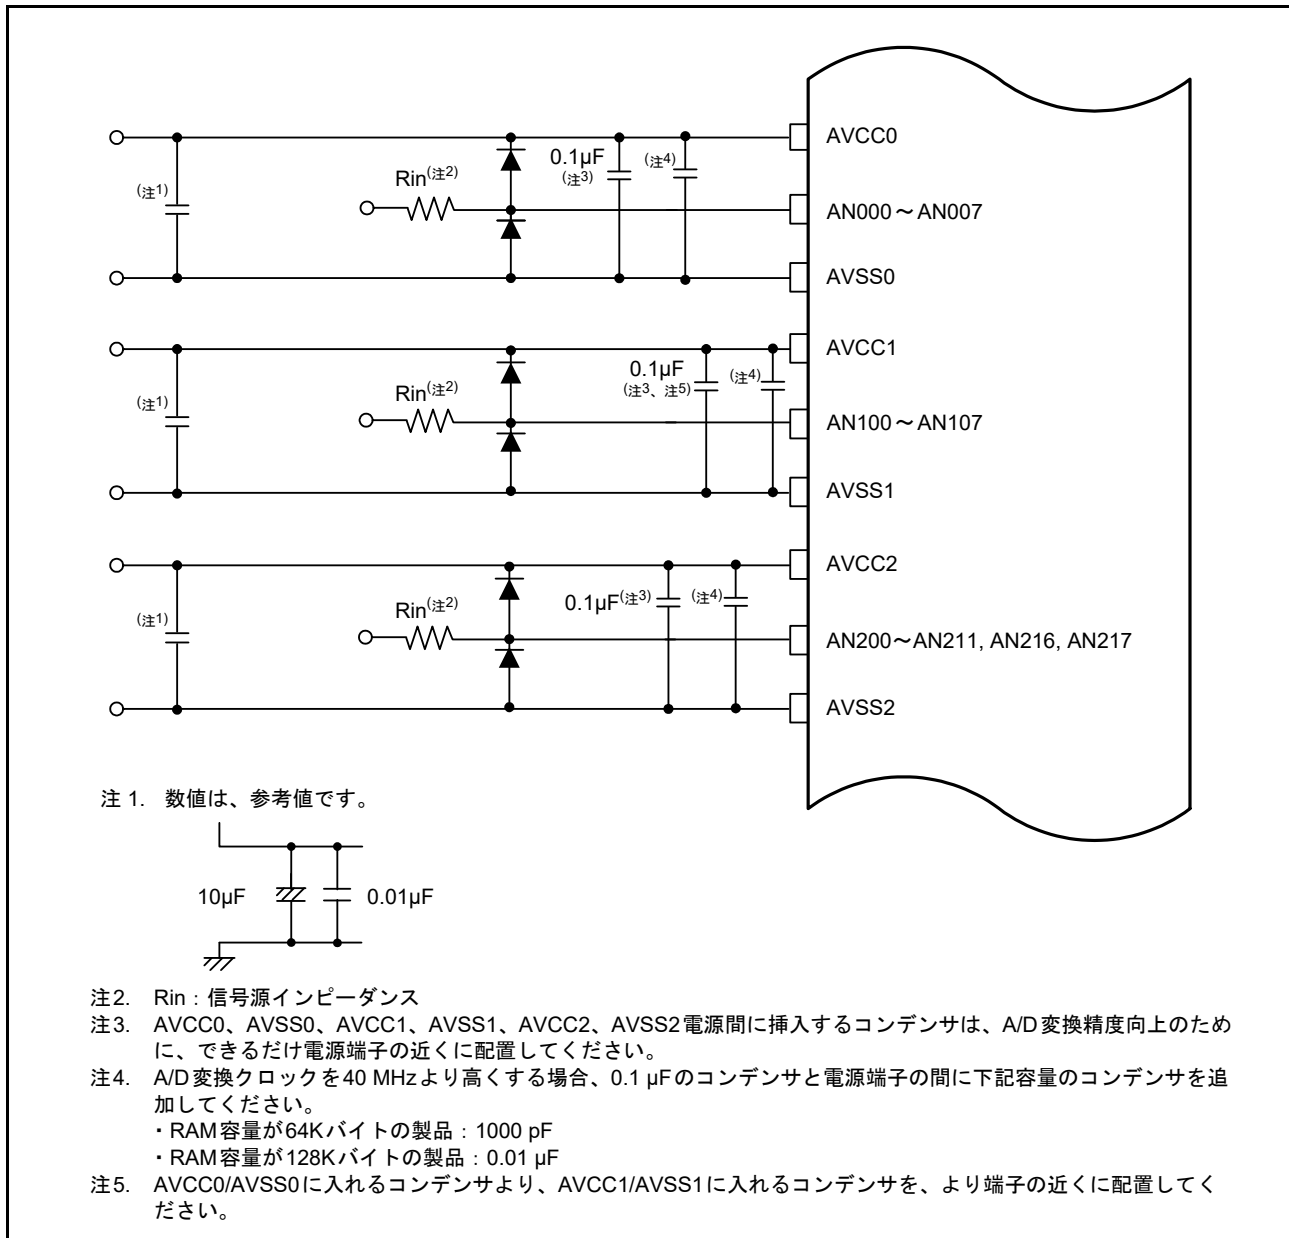 AVCC0
0.1µF
(注3)
(注4)
Rin(注2)
(注1)
AN000～AN007
AVSS0
AVCC1
0.1µF
(注3、注5)
(注4)
Rin(注2)
(注1)
AN100～AN107
AVSS1
AVCC2
Rin(注2)
0.1µF(注3)
(注4)
(注1)
AN200～AN211, AN216, AN217
AVSS2
注 1. 数値は、参考値です。
10µF
0.01µF
注2. Rin：信号源インピーダンス
注3. AVCC0、AVSS0、AVCC1、AVSS1、AVCC2、AVSS2電源間に挿入するコンデンサは、A/D変換精度向上のため
に、できるだけ電源端子の近くに配置してください。
注4. A/D変換クロックを40 MHzより高くする場合、0.1 µFのコンデンサと電源端子の間に下記容量のコンデンサを追
加してください。
・RAM容量が64Kバイトの製品：1000 pF
・RAM容量が128Kバイトの製品：0.01 µF
注5. AVCC0/AVSS0に入れるコンデンサより、AVCC1/AVSS1に入れるコンデンサを、より端子の近くに配置してく
ださい。